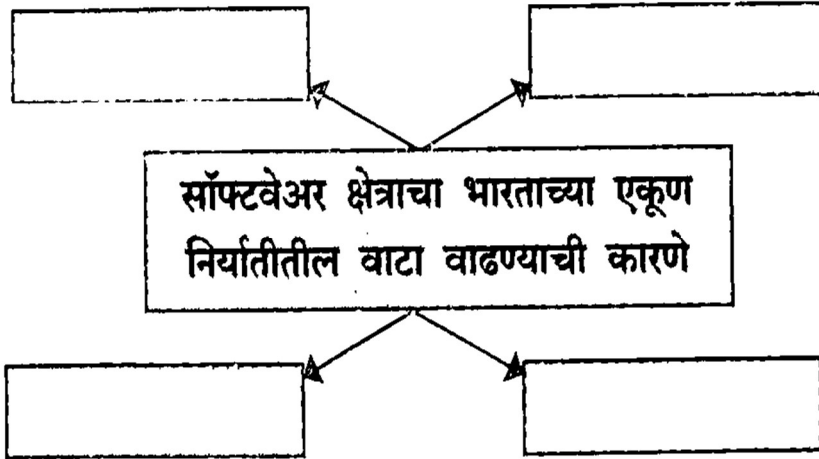 सॉफ्टवेअर क्षेत्राचा भारताच्या एकूण
निर्यातीतील वाटा वाढण्याची कारणे